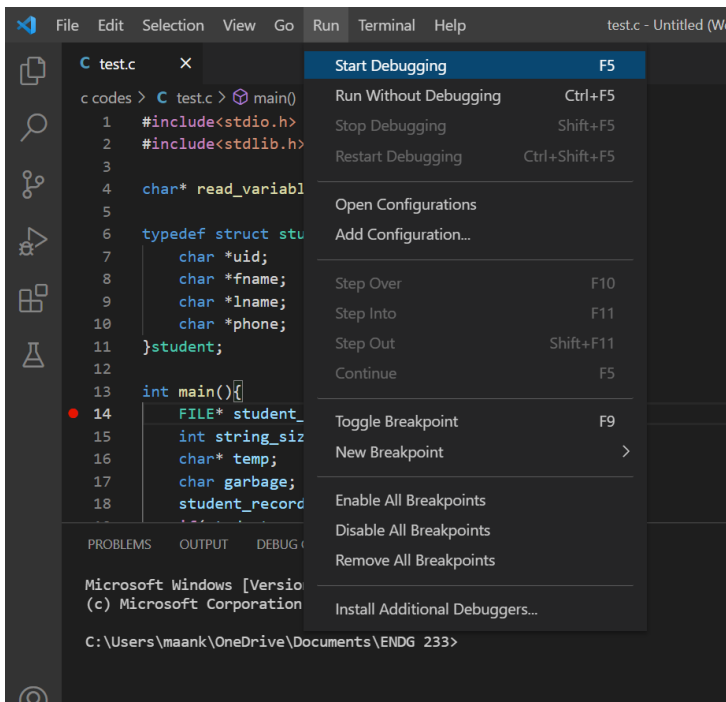 File Edit Selection View Go Run Terminal Help test.c - Untitled (W
C test.c ×
c codes > C test.c > main()
1 #include<stdio.h>
2 #include<stdlib.h>
3
4 char* read_variabl
5
6 typedef struct stu
7 char *uid;
8 char *fname;
9 char *lname;
10 char *phone;
11 }student;
12
13 int main(){
14 FILE* student_
15 int string_siz
16 char* temp;
17 char garbage;
18 student_record
Start Debugging F5
Run Without Debugging Ctrl+F5
Stop Debugging Shift+F5
Restart Debugging Ctrl+Shift+F5
Open Configurations
Add Configuration...
Step Over F10
Step Into F11
Step Out Shift+F11
Continue F5
Toggle Breakpoint F9
New Breakpoint >
Enable All Breakpoints
Disable All Breakpoints
Remove All Breakpoints
Install Additional Debuggers...
PROBLEMS OUTPUT DEBUG
Microsoft Windows [Versio
(c) Microsoft Corporation
C:\Users\maank\OneDrive\Documents\ENDG 233>